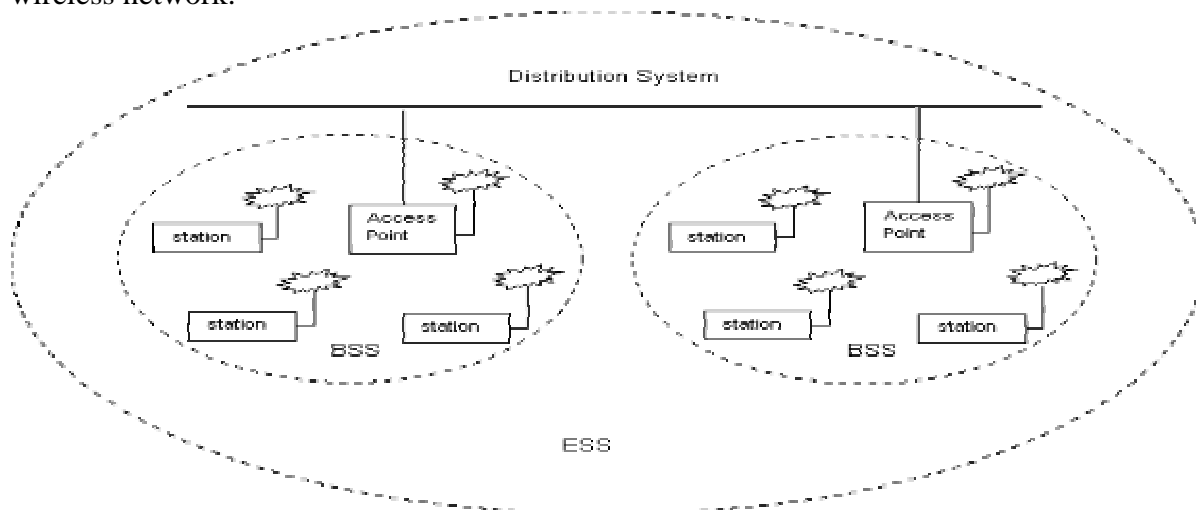 wireless network.
Distribution System
Access
Point
station
station
station
BSS
Access
Point
station
station
station
BSS
ESS